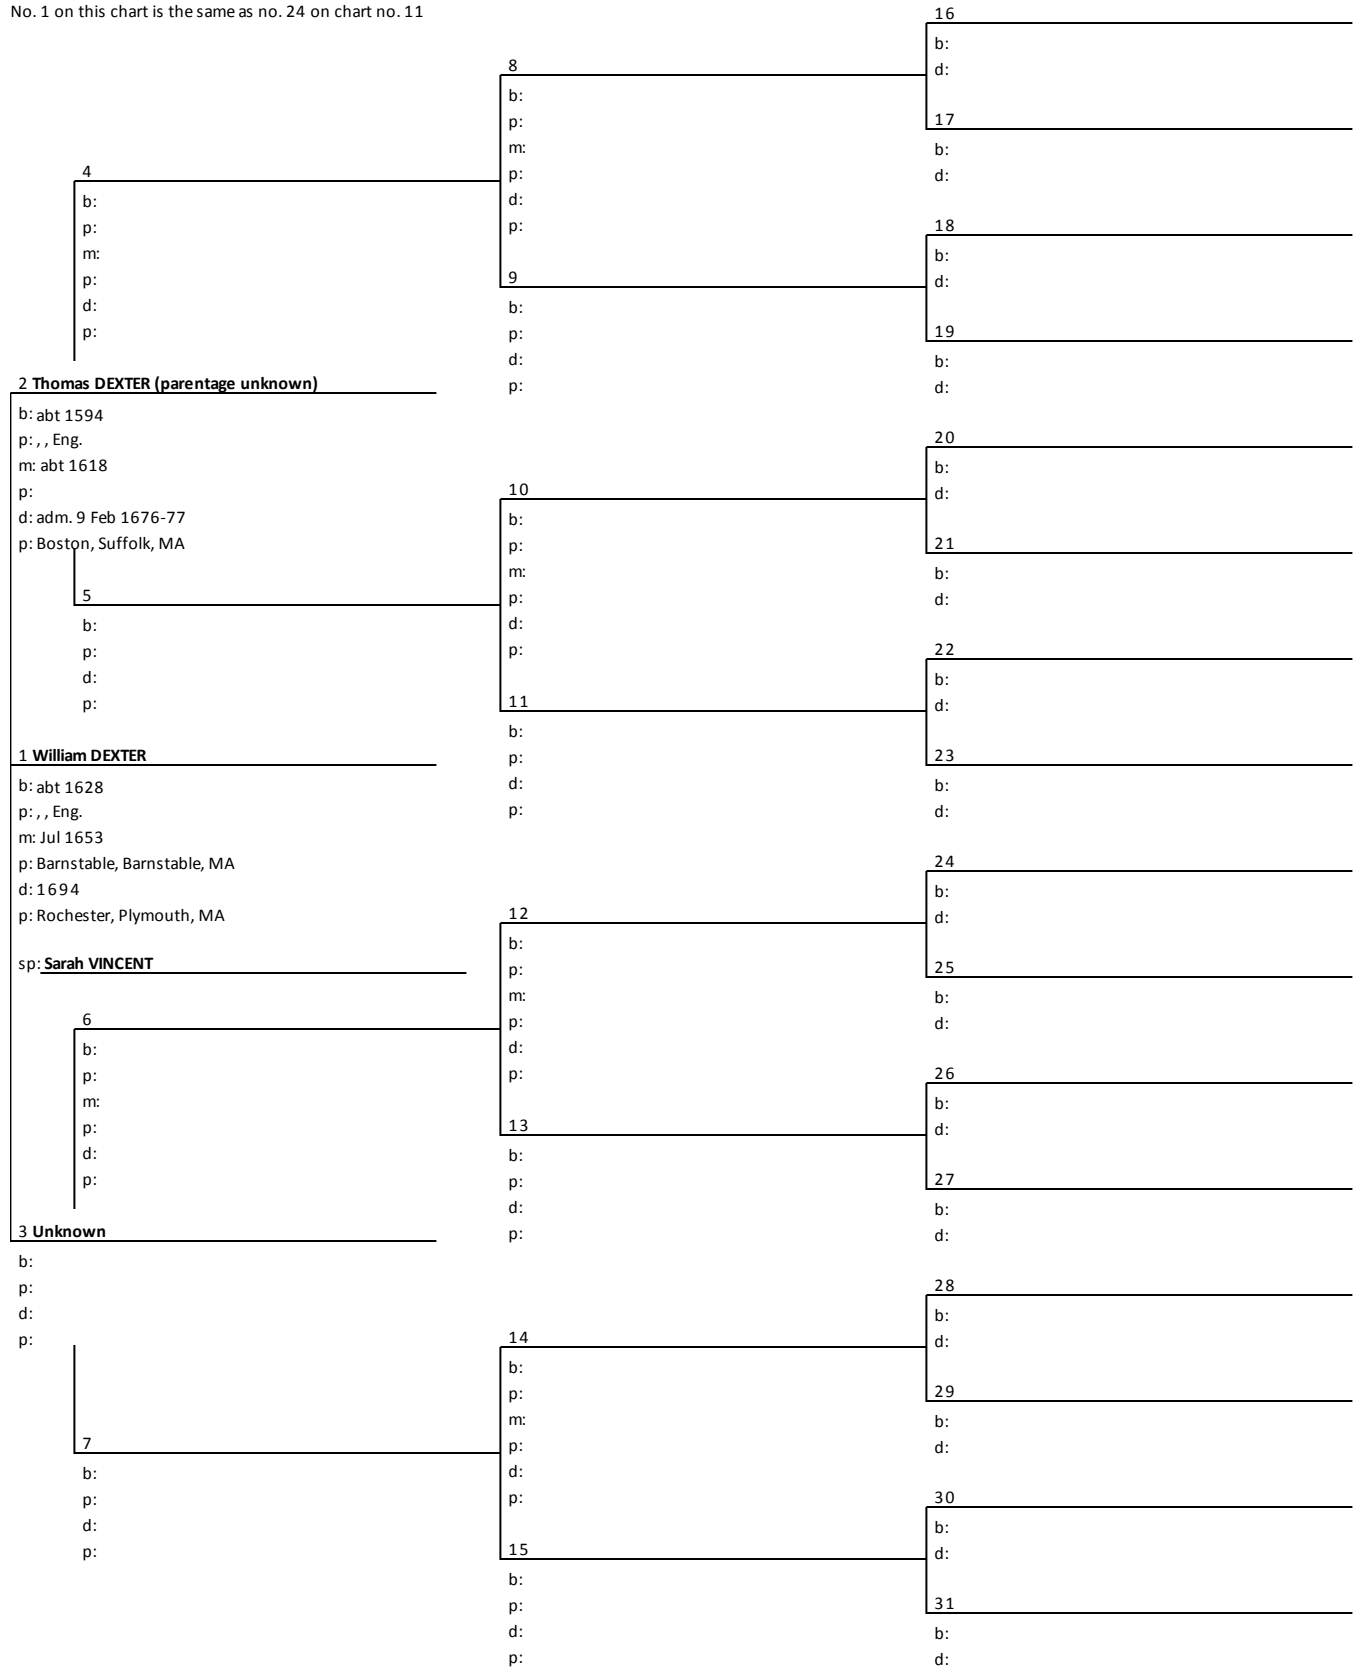 No. 1 on this chart is the same as no. 24 on chart no. 11
4
b:
p:
m:
p:
d:
p:
2 Thomas DEXTER (parentage unknown)
b: abt 1594
p: , , Eng.
m: abt 1618
p:
d: adm. 9 Feb 1676-77
p: Boston, Suffolk, MA
5
b:
p:
d:
p:
1 William DEXTER
b: abt 1628
p: , , Eng.
m: Jul 1653
p: Barnstable, Barnstable, MA
d: 1694
p: Rochester, Plymouth, MA
sp: Sarah VINCENT
6
b:
p:
m:
p:
d:
p:
3 Unknown
b:
p:
d:
p:
7
b:
p:
d:
p:
8
b:
p:
m:
p:
d:
p:
9
b:
p:
d:
p:
10
b:
p:
m:
p:
d:
p:
11
b:
p:
d:
p:
12
b:
p:
m:
p:
d:
p:
13
b:
p:
d:
p:
14
b:
p:
m:
p:
d:
p:
15
b:
p:
d:
p:
16
b:
d:
17
b:
d:
18
b:
d:
19
b:
d:
20
b:
d:
21
b:
d:
22
b:
d:
23
b:
d:
24
b:
d:
25
b:
d:
26
b:
d:
27
b:
d:
28
b:
d:
29
b:
d:
30
b:
d:
31
b:
d: